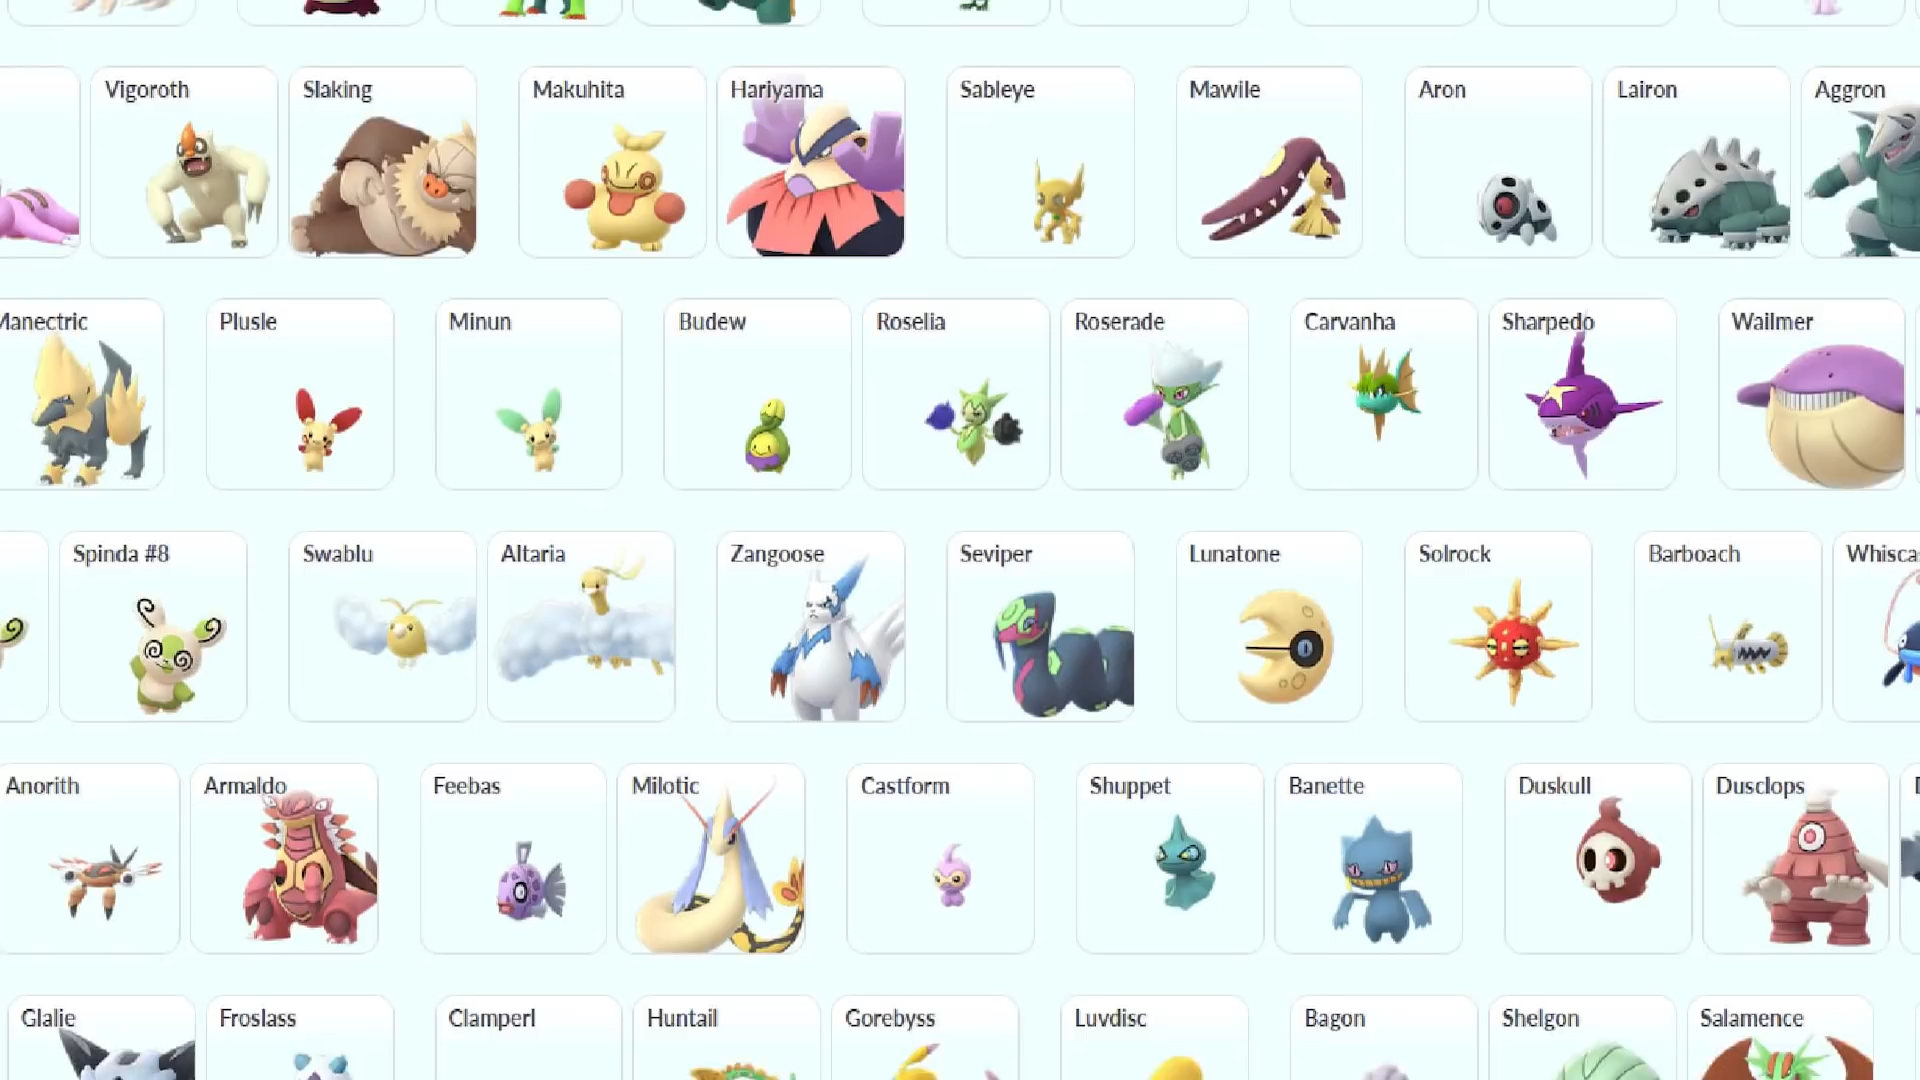 Vigoroth
Slaking
Makuhita
Hariyama
Sableye
Mawile
Aron
Lairon
Aggron
Manectric
Plusle
Minun
Budew
Roselia
Roserade
Carvanha
Sharpedo
Wailmer
Spinda #8
Swablu
Altaria
Zangoose
Seviper
Lunatone
Solrock
Barboach
Whisca
Anorith
Armaldo
Feebas
Milotic
Castform
Shuppet
Banette
Duskull
Dusclops
Glalie
Froslass
Clamperl
Huntail
Gorebyss
Luvdisc
Bagon
Shelgon
Salamence